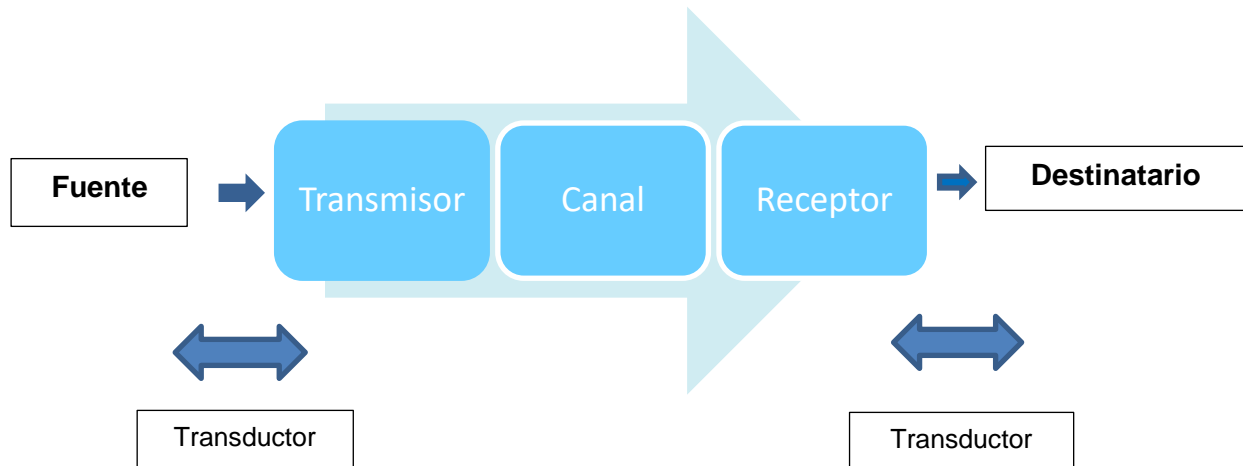 Fuente
Transmisor
Canal
Receptor
Destinatario
Transductor
Transductor